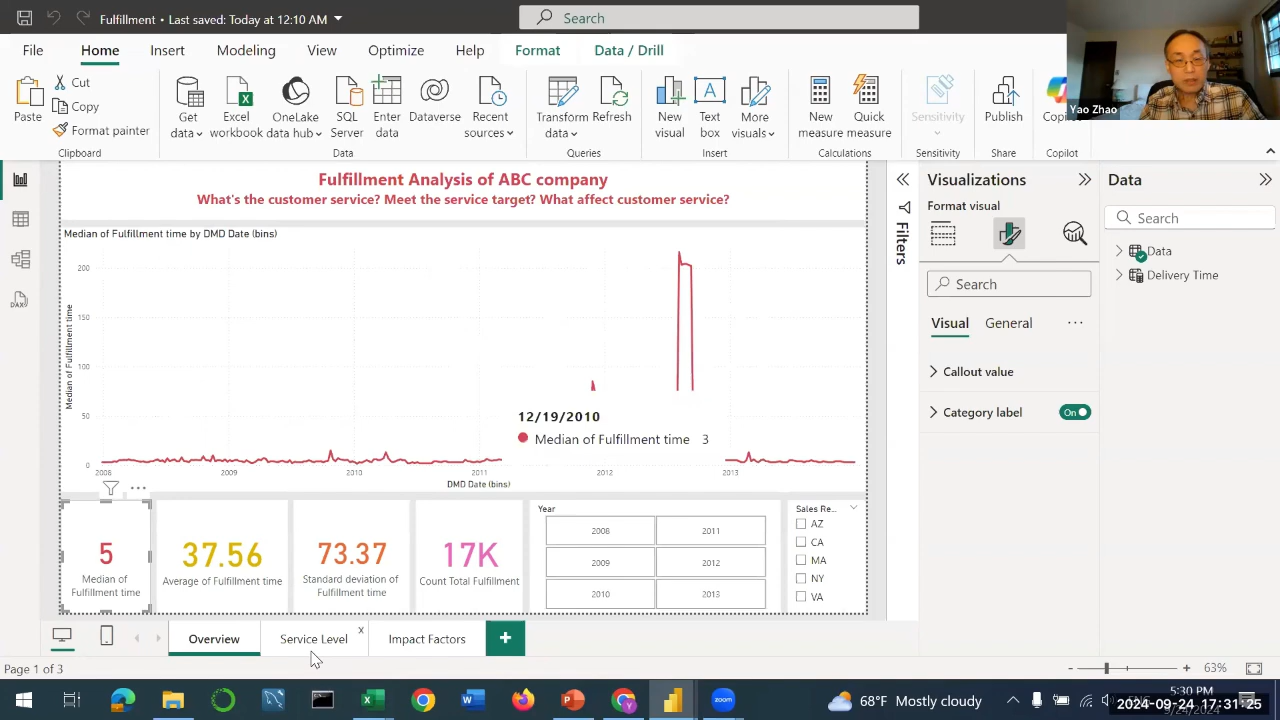 Fulfillment • Last saved: Today at 12:10 AM
Search
File Home Insert Modeling View Optimize Help Format Data / Drill
Yao Zhao
Paste
Cut
Copy
Format painter
Get data
Excel workbook
OneLake data hub
SQL Server
Enter data
Dataverse
Recent sources
Transform data
Refresh
New visual
Text box
More visuals
New measure
Quick measure
Sensitivity
Publish
Clipboard Data Queries Insert Calculations Sensitivity Share Copilot
Fulfillment Analysis of ABC company
What's the customer service? Meet the service target? What affect customer service?
Median of Fulfillment time by DMD Date (bins)
Median of Fulfillment time
200
150
100
50
0
2008 2009 2010 2011 2012 2013
DMD Date (bins)
12/19/2010
Median of Fulfillment time 3
5
Median of Fulfillment time
37.56
Average of Fulfillment time
73.37
Standard deviation of Fulfillment time
17K
Count Total Fulfillment
Year
2008 2011
2009 2012
2010 2013
Sales Re...
AZ
CA
MA
NY
VA
Filters
Visualizations
Format visual
Search
Visual General
Callout value
Category label On
Data
Search
Data
Delivery Time
Overview Service Level Impact Factors
Page 1 of 3
63%
68°F Mostly cloudy
5:30 PM
2024-09-24 17:31:25